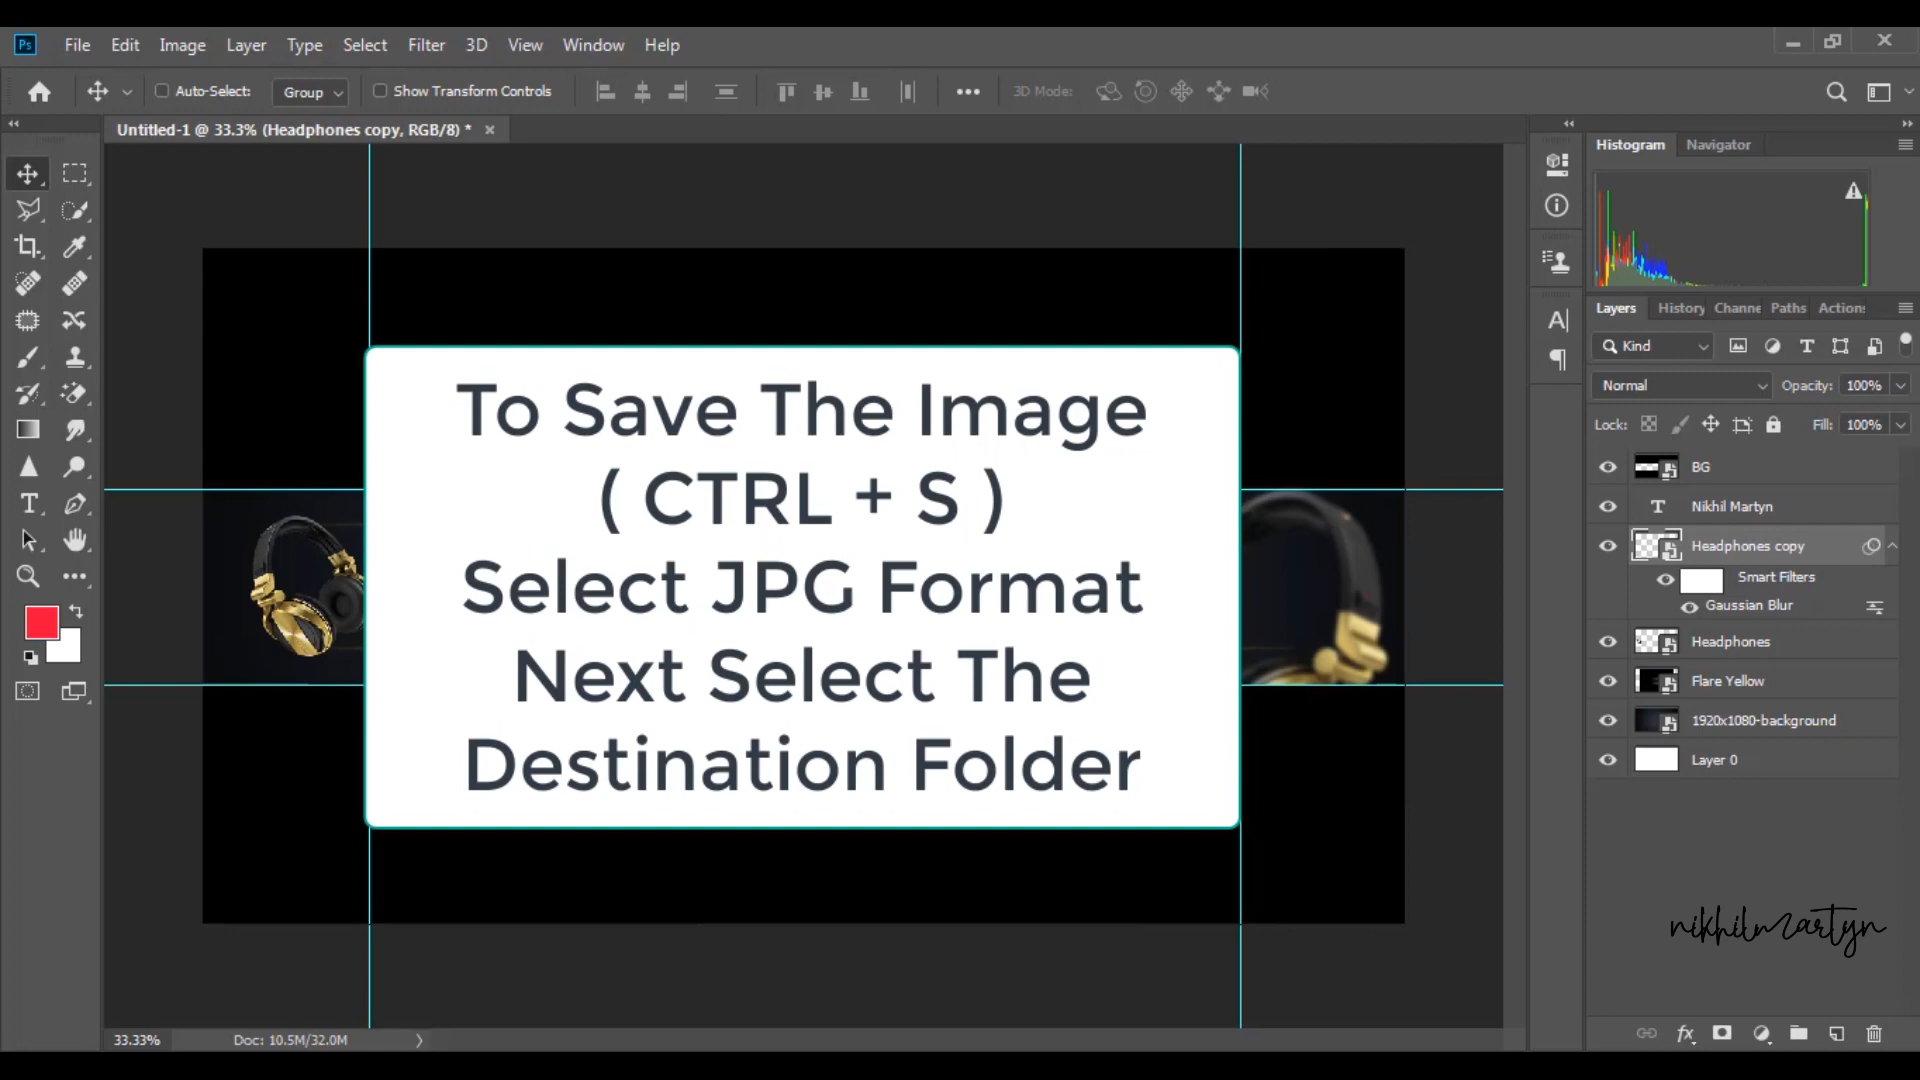 Ps File Edit Image Layer Type Select Filter 3D View Window Help
Auto-Select: Group Show Transform Controls 3D Mode:
Untitled-1 @ 33.3% (Headphones copy, RGB/8) *
Histogram Navigator
To Save The Image
( CTRL + S )
Select JPG Format
Next Select The
Destination Folder
Layers History Channe Paths Actions
Kind
Normal Opacity: 100%
Lock: Fill: 100%
BG
Nikhil Martyn
Headphones copy
Smart Filters
Gaussian Blur
Headphones
Flare Yellow
1920x1080-background
Layer 0
nikhilmartyn
33.33% Doc: 10.5M/32.0M